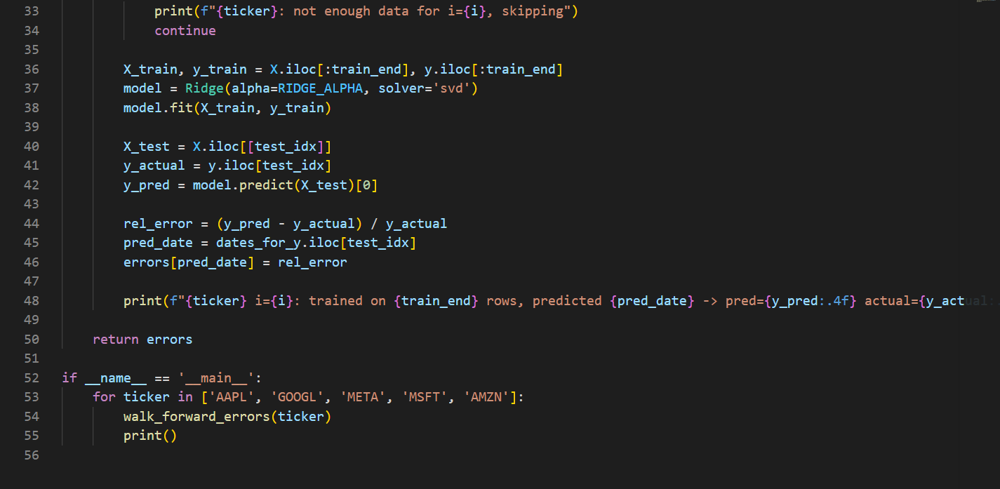 33 print(f"{ticker}: not enough data for i={i}, skipping")
34 continue
35
36 X_train, y_train = X.iloc[:train_end], y.iloc[:train_end]
37 model = Ridge(alpha=RIDGE_ALPHA, solver='svd')
38 model.fit(X_train, y_train)
39
40 X_test = X.iloc[[test_idx]]
41 y_actual = y.iloc[test_idx]
42 y_pred = model.predict(X_test)[0]
43
44 rel_error = (y_pred - y_actual) / y_actual
45 pred_date = dates_for_y.iloc[test_idx]
46 errors[pred_date] = rel_error
47
48 print(f"{ticker} i={i}: trained on {train_end} rows, predicted {pred_date} -> pred={y_pred:.4f} actual={y_actual:
49
50 return errors
51
52 if __name__ == '__main__':
53 for ticker in ['AAPL', 'GOOGL', 'META', 'MSFT', 'AMZN']:
54 walk_forward_errors(ticker)
55 print()
56